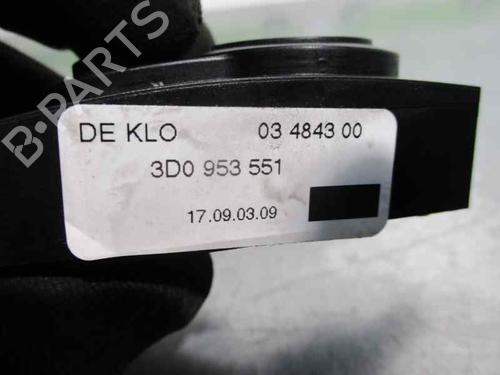 B-PARTS
DE KLO 03 4843 00
3D0 953 551
17.09.03.09